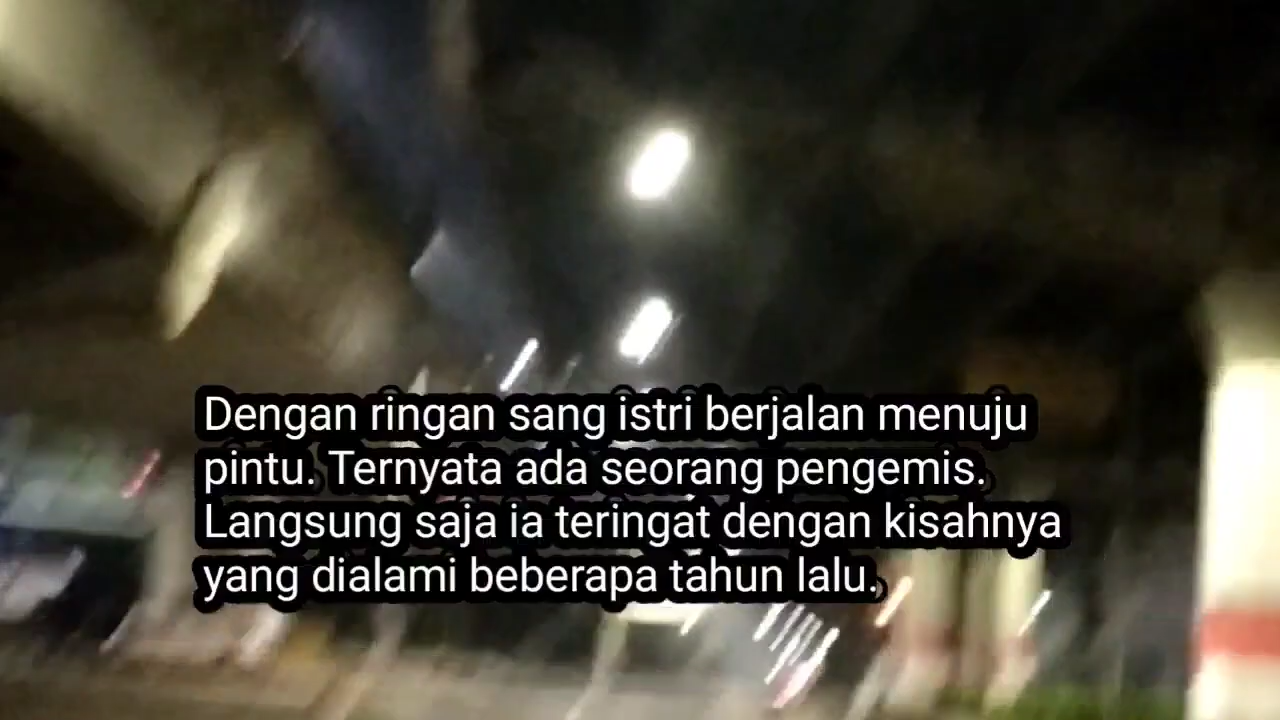 Dengan ringan sang istri berjalan menuju
pintu. Ternyata ada seorang pengemis.
Langsung saja ia teringat dengan kisahnya
yang dialami beberapa tahun lalu.